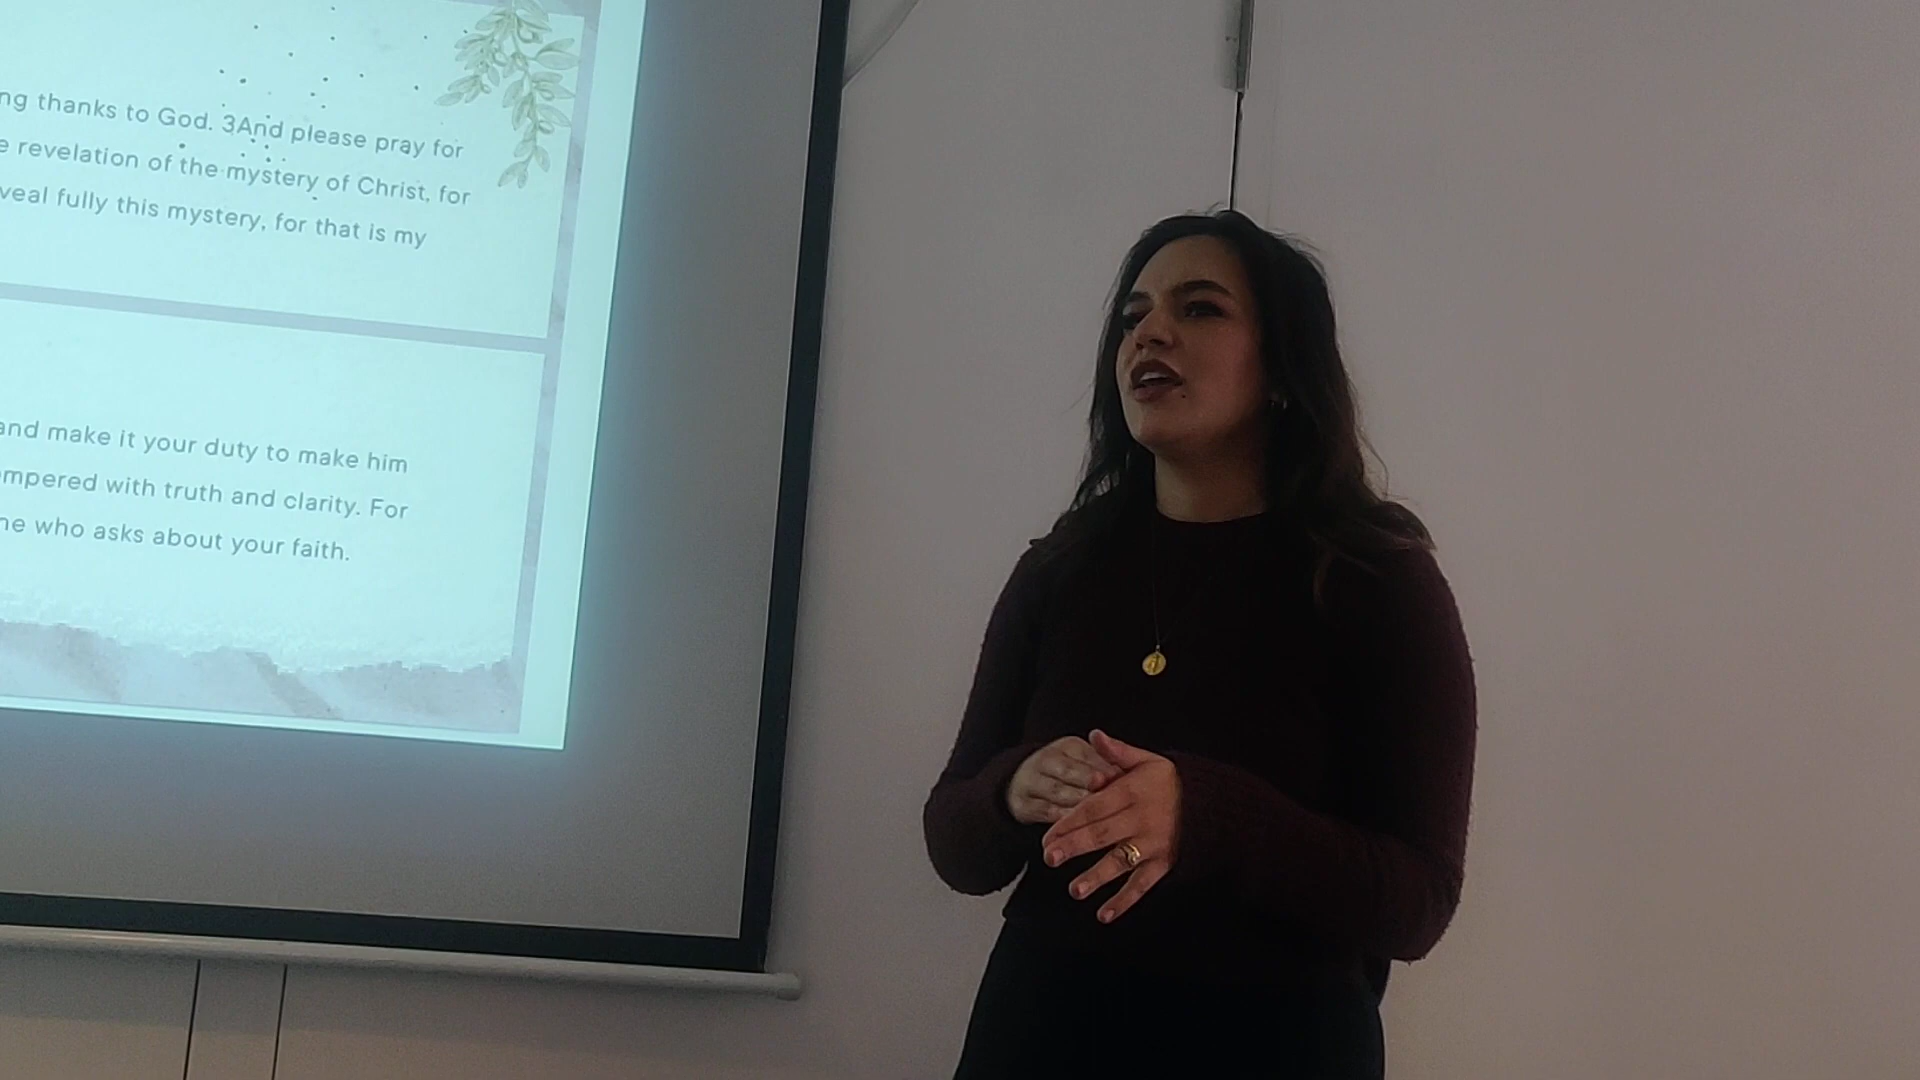 ng thanks to God. 3And please pray for
e revelation of the mystery of Christ, for
veal fully this mystery, for that is my
and make it your duty to make him
mpered with truth and clarity. For
ne who asks about your faith.